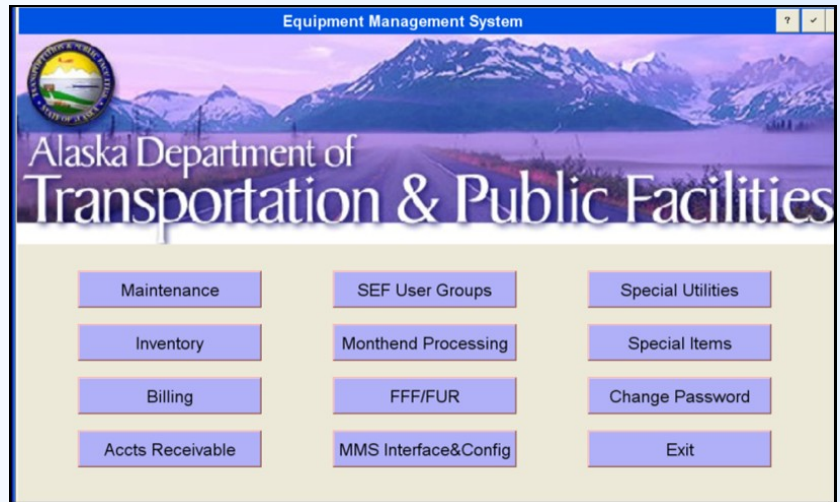 Equipment Management System
?
Alaska Department of
Transportation & Public Facilities
Maintenance
SEF User Groups
Special Utilities
Inventory
Monthend Processing
Special Items
Billing
FFF/FUR
Change Password
Accts Receivable
MMS Interface&Config
Exit